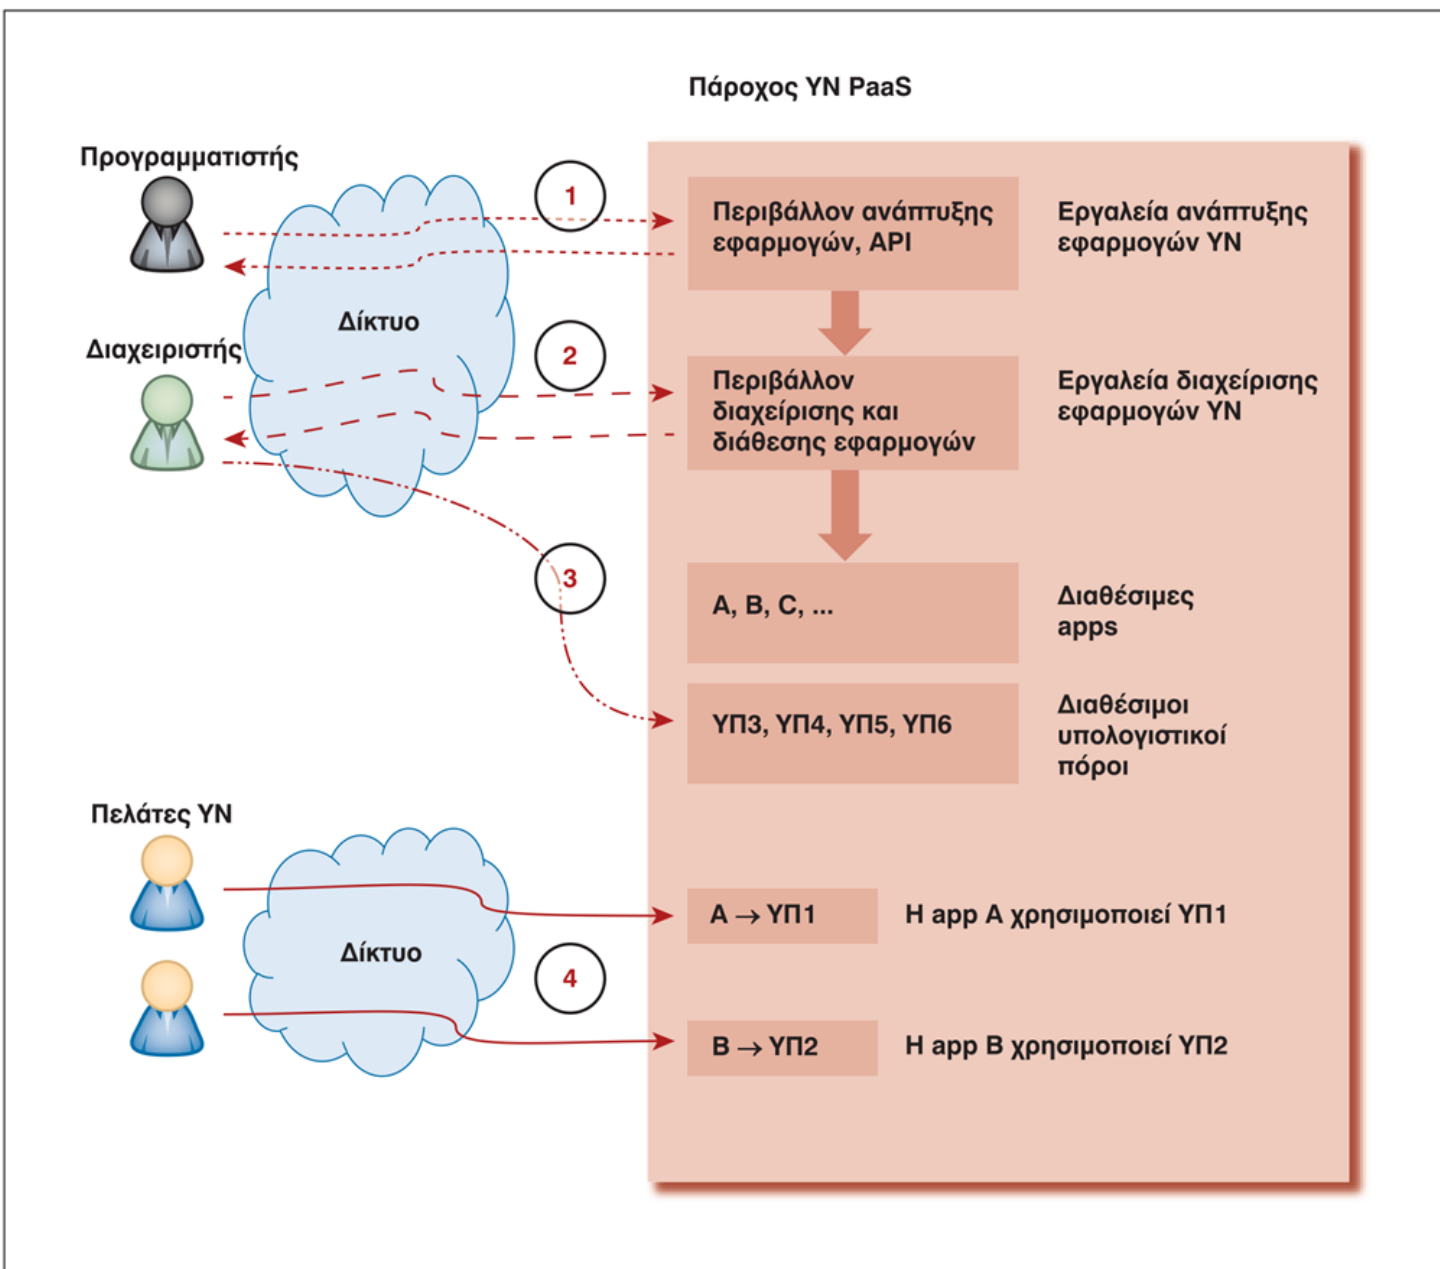 Πάροχος ΥΝ PaaS
Προγραμματιστής
1
Περιβάλλον ανάπτυξης
εφαρμογών, API
Εργαλεία ανάπτυξης
εφαρμογών ΥΝ
Δίκτυο
Διαχειριστής
2
Περιβάλλον
διαχείρισης και
διάθεσης εφαρμογών
Εργαλεία διαχείρισης
εφαρμογών ΥΝ
3
A, B, C, ...
Διαθέσιμες
apps
ΥΠ3, ΥΠ4, ΥΠ5, ΥΠ6
Διαθέσιμοι
υπολογιστικοί
πόροι
Πελάτες ΥΝ
Δίκτυο
4
A → ΥΠ1
Η app A χρησιμοποιεί ΥΠ1
B → ΥΠ2
Η app B χρησιμοποιεί ΥΠ2